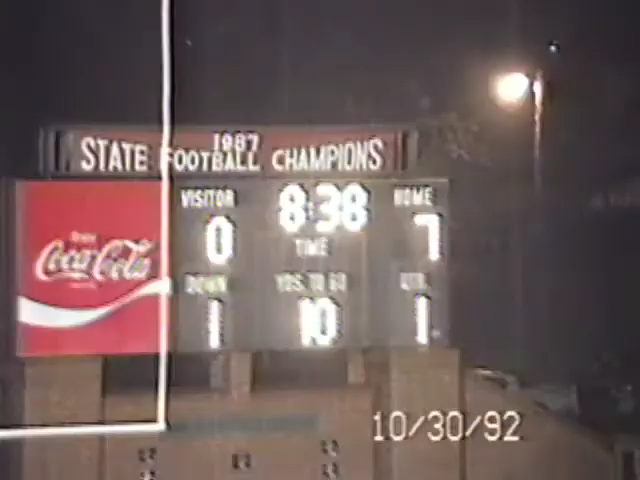 1987
STATE FOOTBALL CHAMPIONS
VISITOR 8:38 HOME
0 TIME 7
Enjoy
Coca-Cola
DOWN YDS. TO GO QTR.
1 10 1
10/30/92